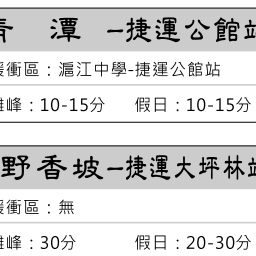 青 潭 –捷運公館站
緩衝區：滬江中學-捷運公館站
離峰：10-15分 假日：10-15分
野香坡–捷運大坪林站
緩衝區：無
離峰：30分 假日：20-30分